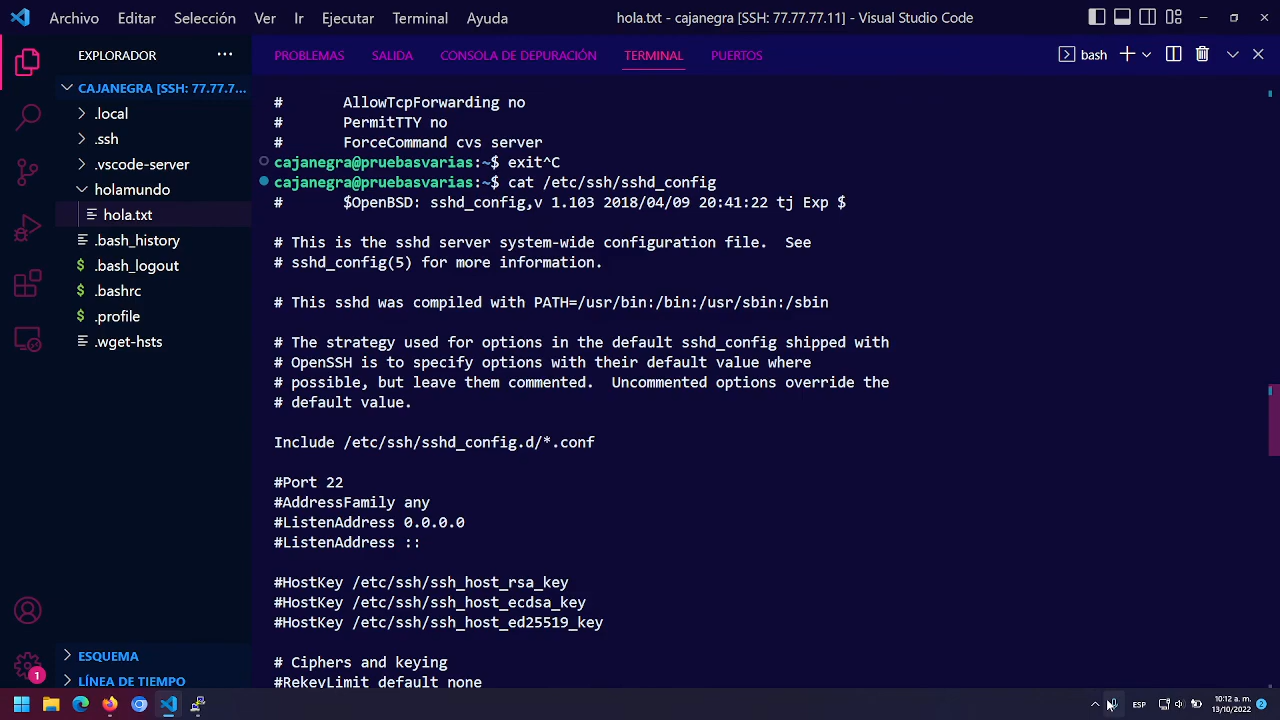 Archivo Editar Selección Ver Ir Ejecutar Terminal Ayuda
hola.txt - cajanegra [SSH: 77.77.77.11] - Visual Studio Code
EXPLORADOR
CAJANEGRA [SSH: 77.77.7...
.local
.ssh
.vscode-server
holamundo
hola.txt
.bash_history
.bash_logout
.bashrc
.profile
.wget-hsts
ESQUEMA
LÍNEA DE TIEMPO
1
PROBLEMAS SALIDA CONSOLA DE DEPURACIÓN TERMINAL PUERTOS
bash
# AllowTcpForwarding no
# PermitTTY no
# ForceCommand cvs server
cajanegra@pruebasvarias:~$ exit^C
cajanegra@pruebasvarias:~$ cat /etc/ssh/sshd_config
# $OpenBSD: sshd_config,v 1.103 2018/04/09 20:41:22 tj Exp $
# This is the sshd server system-wide configuration file. See
# sshd_config(5) for more information.
# This sshd was compiled with PATH=/usr/bin:/bin:/usr/sbin:/sbin
# The strategy used for options in the default sshd_config shipped with
# OpenSSH is to specify options with their default value where
# possible, but leave them commented. Uncommented options override the
# default value.
Include /etc/ssh/sshd_config.d/*.conf
#Port 22
#AddressFamily any
#ListenAddress 0.0.0.0
#ListenAddress ::
#HostKey /etc/ssh/ssh_host_rsa_key
#HostKey /etc/ssh/ssh_host_ecdsa_key
#HostKey /etc/ssh/ssh_host_ed25519_key
# Ciphers and keying
#RekeyLimit default none
ESP
10:12 a. m.
13/10/2022
2